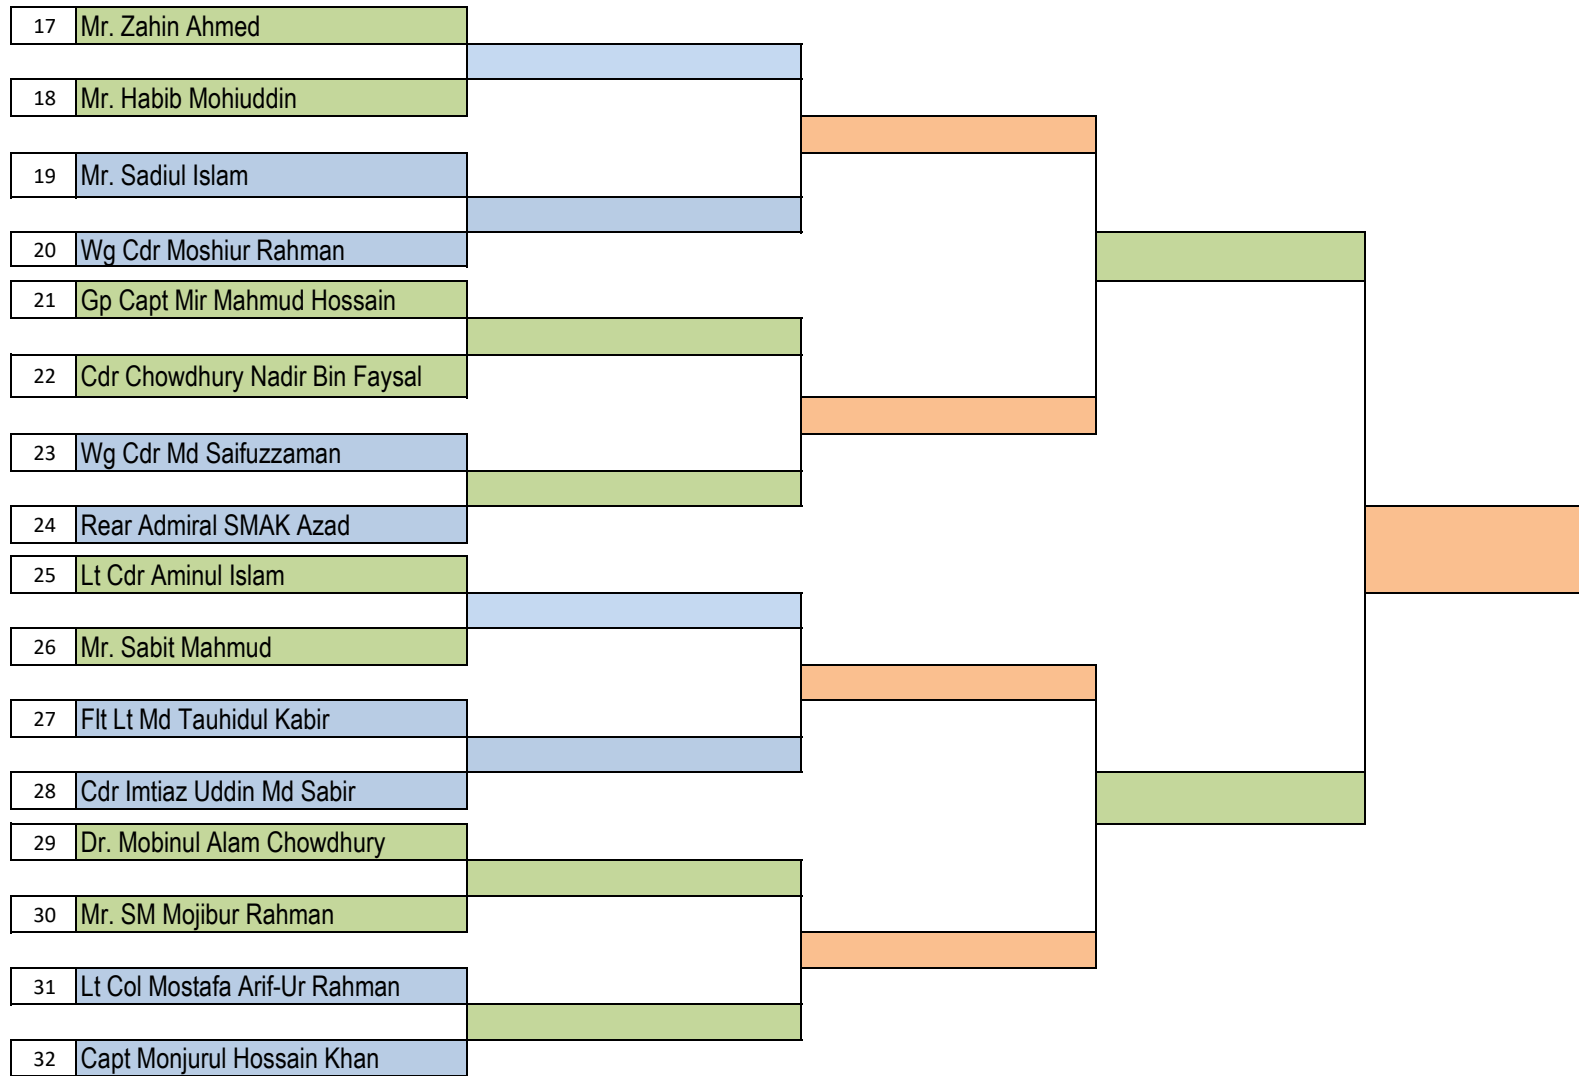 17 Mr. Zahin Ahmed
18 Mr. Habib Mohiuddin
19 Mr. Sadiul Islam
20 Wg Cdr Moshiur Rahman
21 Gp Capt Mir Mahmud Hossain
22 Cdr Chowdhury Nadir Bin Faysal
23 Wg Cdr Md Saifuzzaman
24 Rear Admiral SMAK Azad
25 Lt Cdr Aminul Islam
26 Mr. Sabit Mahmud
27 Flt Lt Md Tauhidul Kabir
28 Cdr Imtiaz Uddin Md Sabir
29 Dr. Mobinul Alam Chowdhury
30 Mr. SM Mojibur Rahman
31 Lt Col Mostafa Arif-Ur Rahman
32 Capt Monjurul Hossain Khan